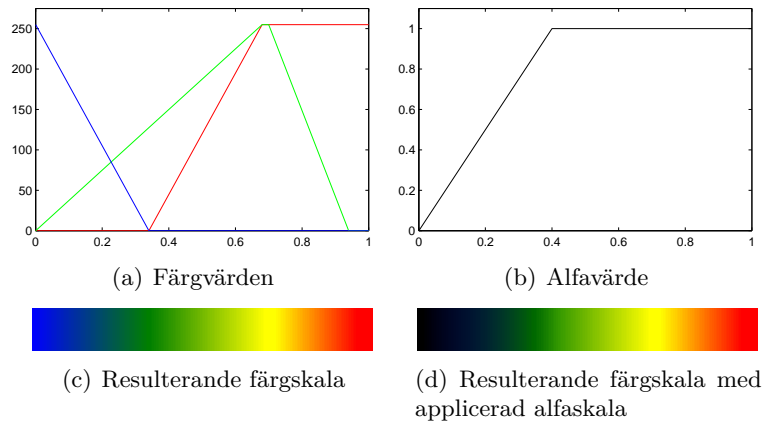 250
200
150
100
50
0
0 0.2 0.4 0.6 0.8 1
(a) Färgvärden
1
0.8
0.6
0.4
0.2
0
0 0.2 0.4 0.6 0.8 1
(b) Alfavärde
(c) Resulterande färgskala
(d) Resulterande färgskala med
applicerad alfaskala